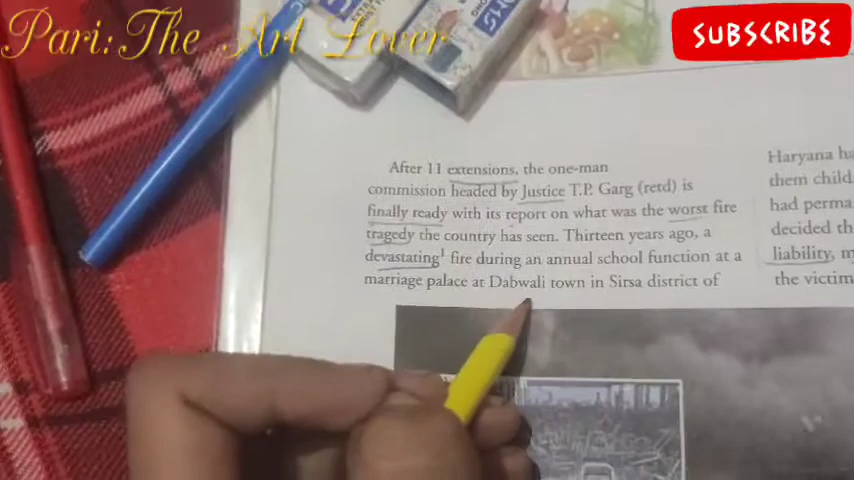 Pari:The Art Lover
SUBSCRIBE
EXTRA
After 11 extensions, the one-man
commission headed by Justice T.P. Garg (retd) is
finally ready with its report on what was the worst fire
tragedy the country has seen. Thirteen years ago, a
devastating¹ fire during an annual school function at a
marriage palace at Dabwali town in Sirsa district of
Haryana
them child
had perma
decided th
liability, m
the victim